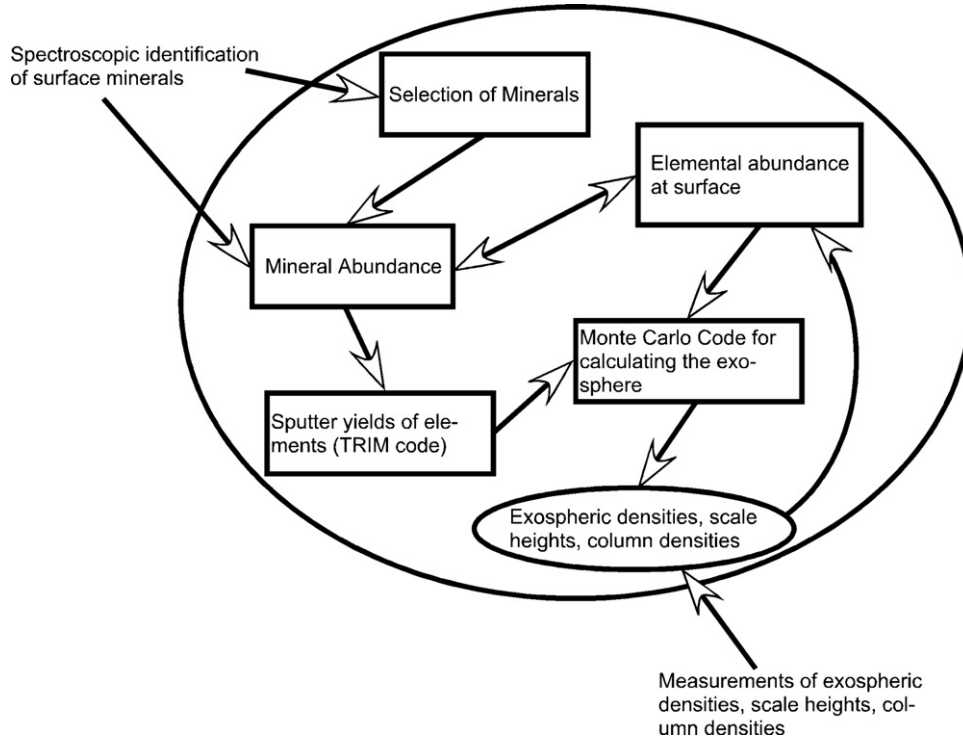 Spectroscopic identification
of surface minerals
Selection of Minerals
Elemental abundance
at surface
Mineral Abundance
Monte Carlo Code for
calculating the exo-
sphere
Sputter yields of ele-
ments (TRIM code)
Exospheric densities, scale
heights, column densities
Measurements of exospheric
densities, scale heights, col-
umn densities